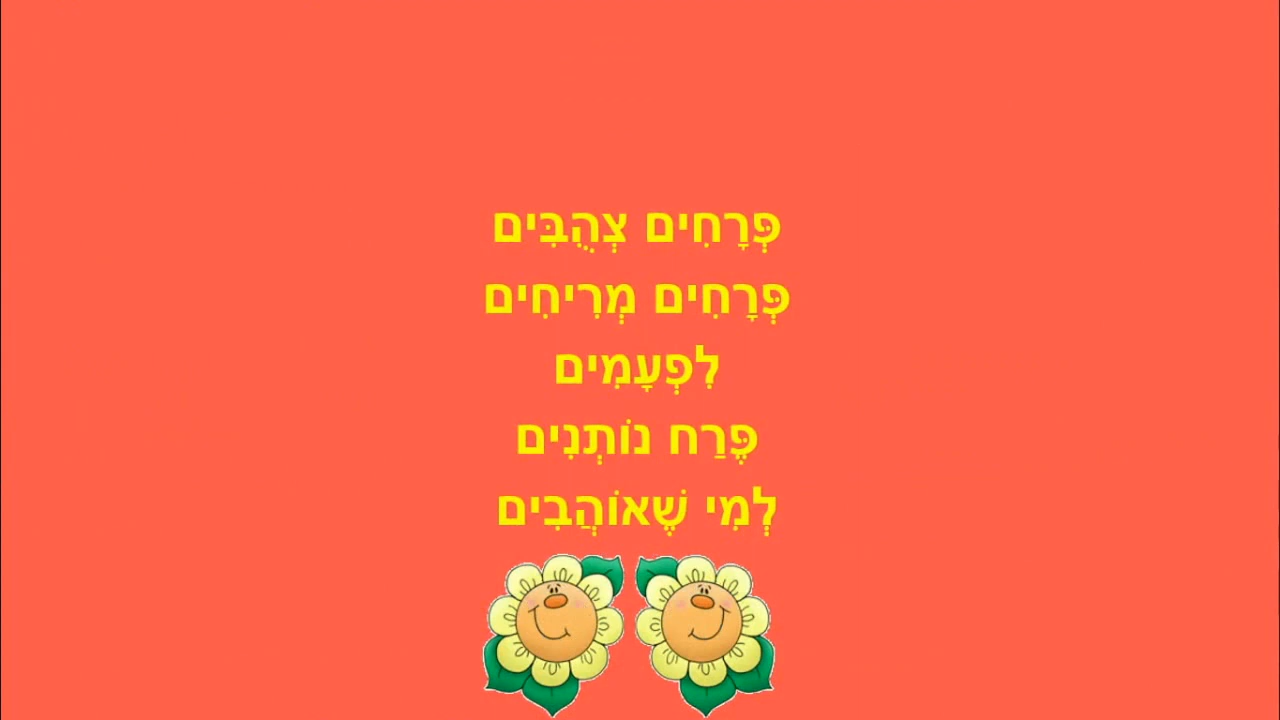 פְּרָחִים צְהֻבִּים
פְּרָחִים מְרִיחִים
לִפְעָמִים
פֶּרַח נוֹתְנִים
לְמִי שֶׁאוֹהֲבִים